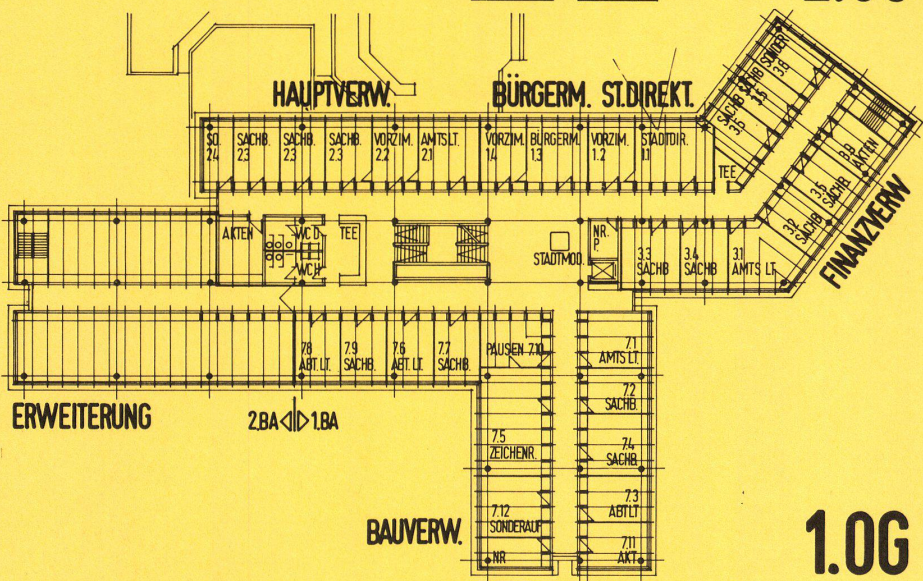 HAUPTVERW.
BÜRGERM. ST.DIREKT.
SO.
2.4
SACHB.
2.3
SACHB.
2.3
SACHB.
2.3
VORZIM.
2.2
AMTSLT.
2.1
VORZIM.
1.4
BÜRGERM.
1.3
VORZIM.
1.2
STADTDIR.
1.1
TEE
SACHB.
3.6
SACHB.
3.5
SONDER
3.8
3.9
AKTEN
3.6
SACHB.
3.2
SACHB.
FINANZVERW
AKTEN
WC D
WC H
TEE
STADTMOD.
NR.
P.
3.3
SACHB
3.4
SACHB
3.1
AMTS LT
7.8
ABT. LT.
7.9
SACHB.
7.6
ABT. LT
7.7
SACHB.
PAUSEN 7.10
7.1
AMTS LT.
7.2
SACHB.
7.4
SACHB.
7.3
ABT LT
7.11
AKT
7.5
ZEICHENR.
7.12
SONDERAUF
NR
ERWEITERUNG
2.BA 1.BA
BAUVERW.
1.OG